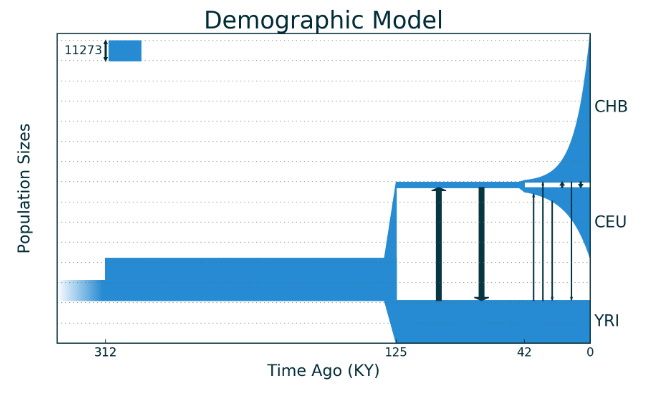 Demographic Model
11273
Population Sizes
CHB
CEU
YRI
312
125
42
0
Time Ago (KY)